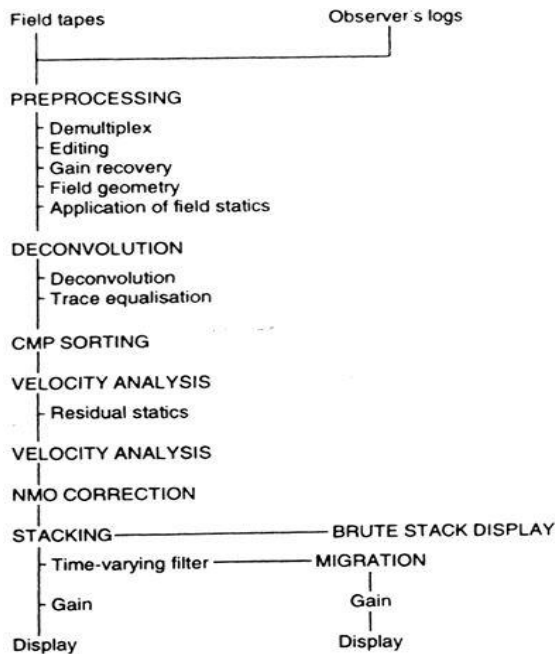 Field tapes Observer's logs
PREPROCESSING
Demultiplex
Editing
Gain recovery
Field geometry
Application of field statics
DECONVOLUTION
Deconvolution
Trace equalisation
CMP SORTING
VELOCITY ANALYSIS
Residual statics
VELOCITY ANALYSIS
NMO CORRECTION
STACKING BRUTE STACK DISPLAY
Time-varying filter MIGRATION
Gain Gain
Display Display